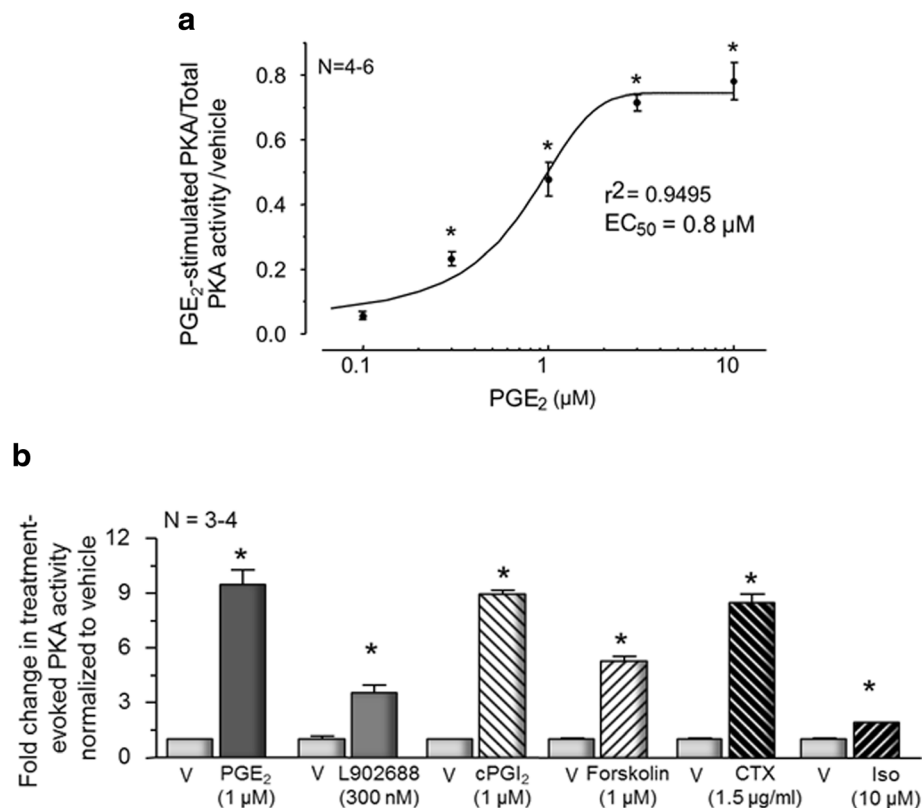 a
PGE₂-stimulated PKA/Total
PKA activity/vehicle
N=4-6
0.8
0.6
0.4
0.2
0.0
*
*
*
*
r²= 0.9495
EC₅₀ = 0.8 µM
0.1
1
10
PGE₂ (µM)
b
Fold change in treatment-
evoked PKA activity
normalized to vehicle
N = 3-4
12
9
6
3
0
*
*
*
*
*
*
V PGE₂ V L902688 V cPGI₂ V Forskolin V CTX V Iso
(1 µM) (300 nM) (1 µM) (1 µM) (1.5 µg/ml) (10 µM)